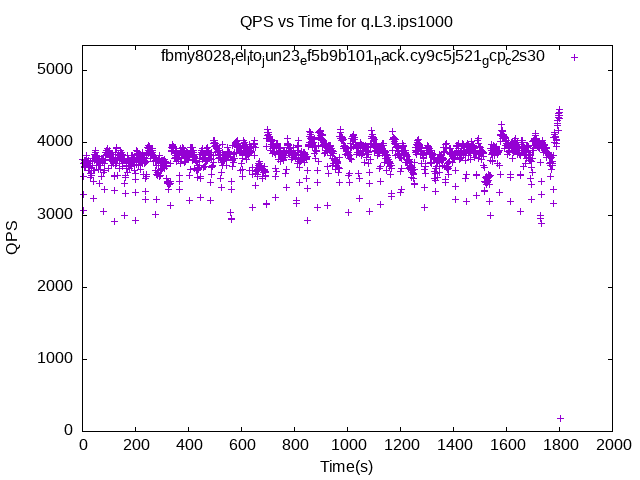 QPS vs Time for q.L3.ips1000
fbmy8028relltojun23ef5b9b101hack.cy9c5j521gcpc2s30
5000
4000
3000
2000
1000
0
QPS
0 200 400 600 800 1000 1200 1400 1600 1800 2000
Time(s)